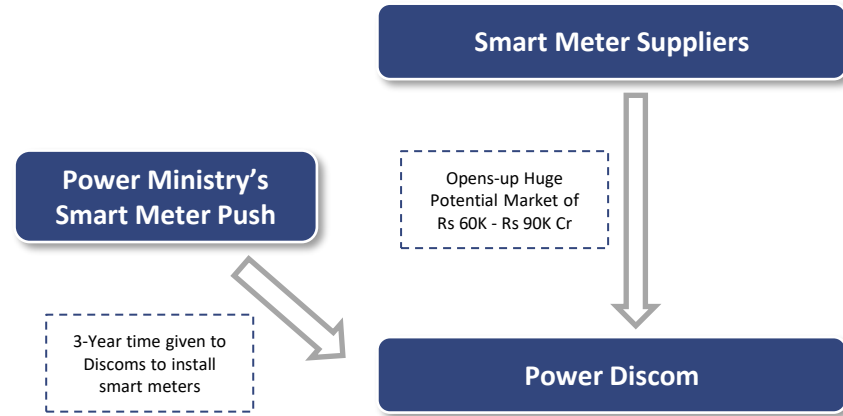 Smart Meter Suppliers
Power Ministry’s
Smart Meter Push
Opens-up Huge
Potential Market of
Rs 60K - Rs 90K Cr
3-Year time given to
Discoms to install
smart meters
Power Discom